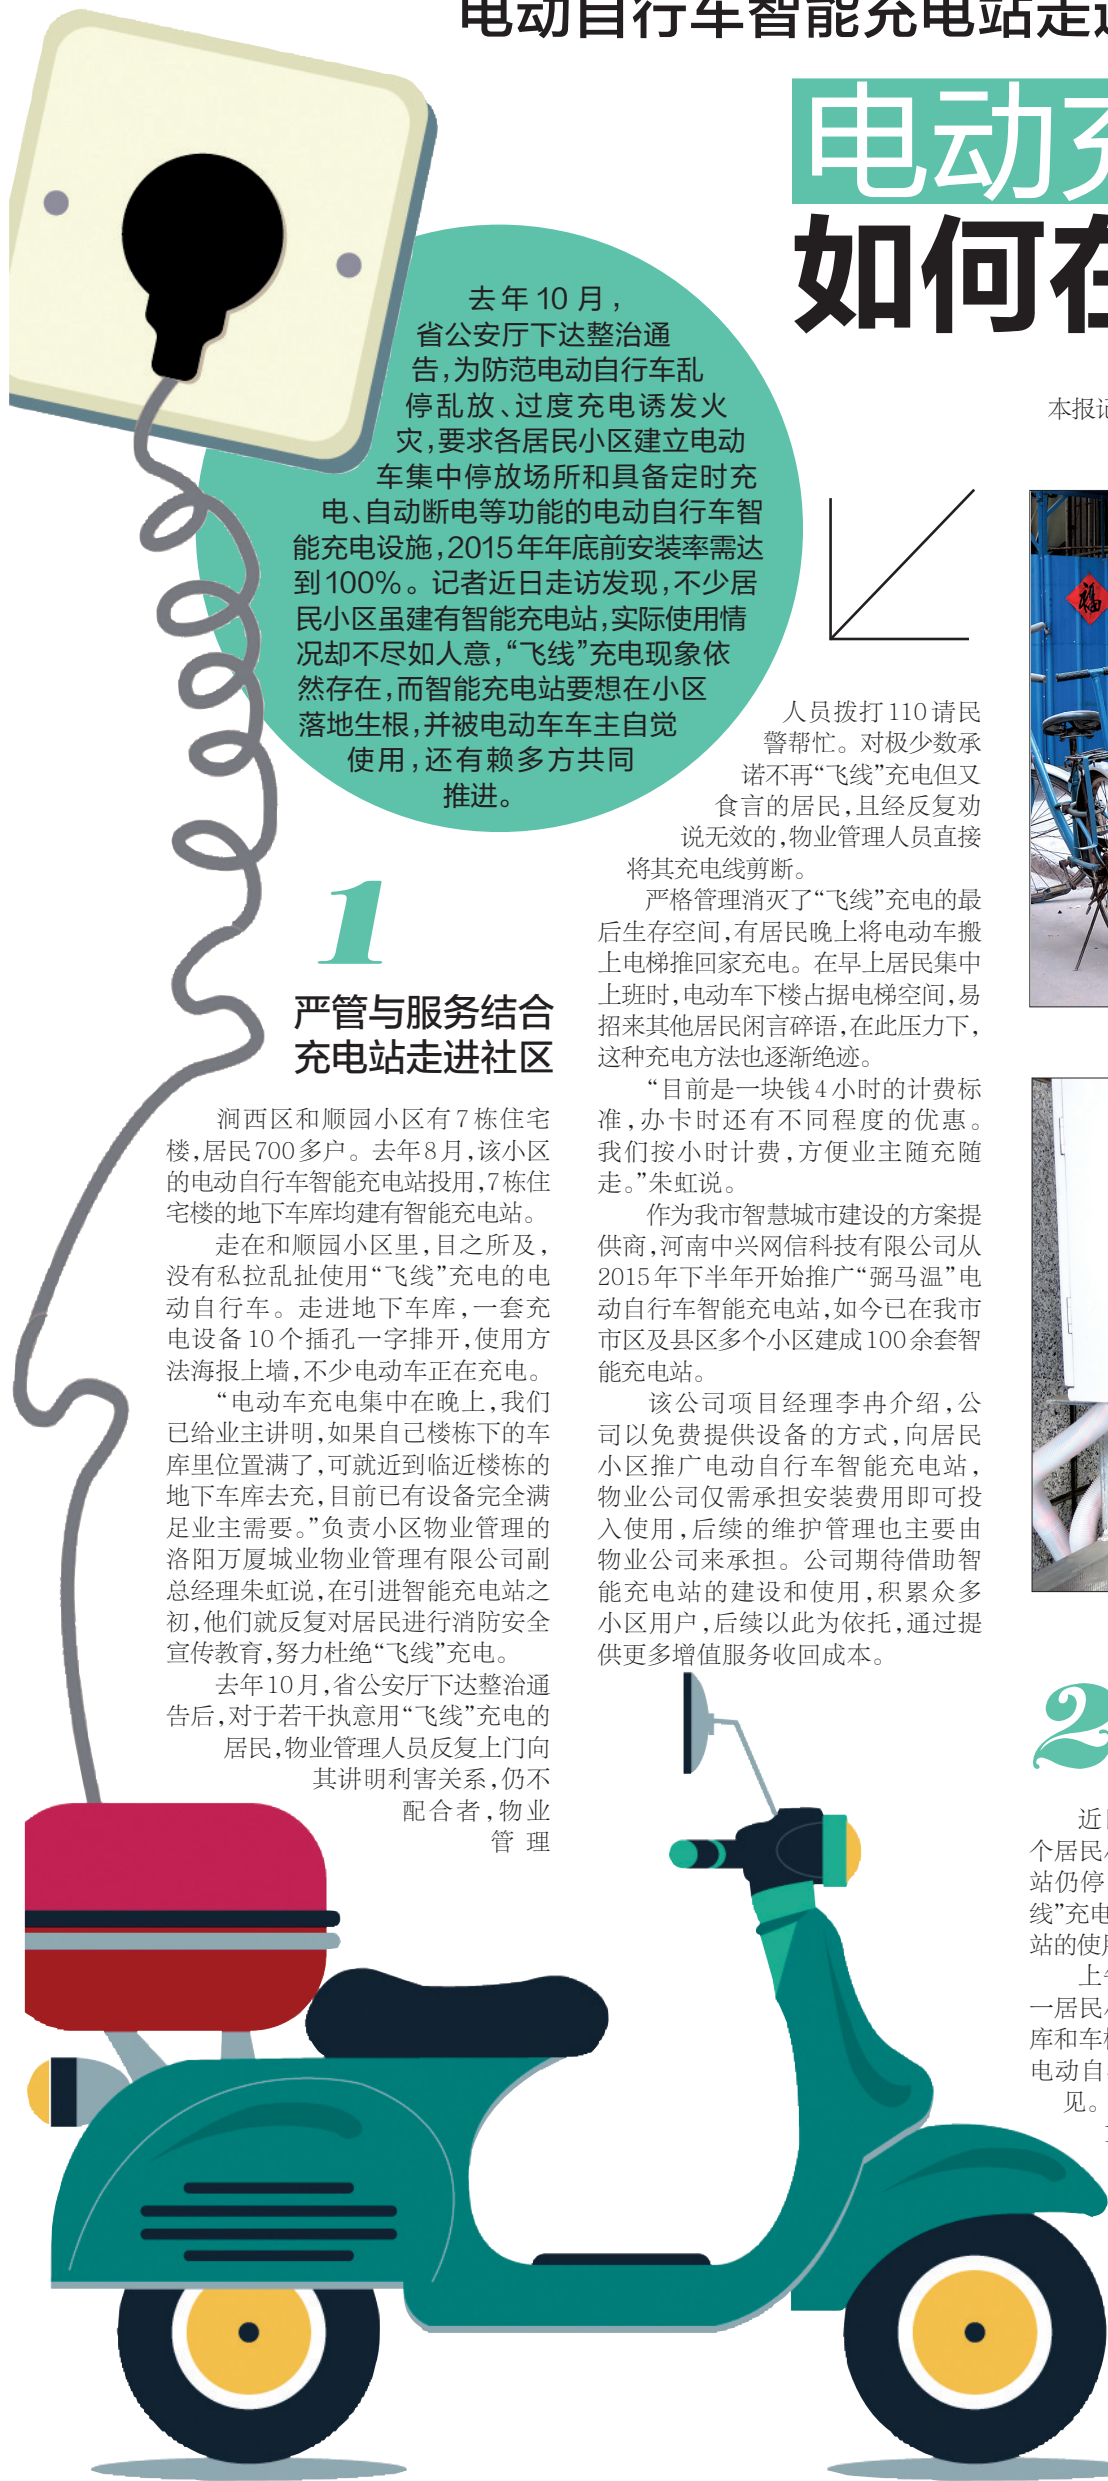 电动自行车智能充电站走进
电动充
如何在
本报记
去年10月，
省公安厅下达整治通
告，为防范电动自行车乱
停乱放、过度充电诱发火
灾，要求各居民小区建立电动
车集中停放场所和具备定时充
电、自动断电等功能的电动自行车智
能充电设施，2015年年底前安装率需达
到100%。记者近日走访发现，不少居
民小区虽建有智能充电站，实际使用情
况却不尽如人意，“飞线”充电现象依
然存在，而智能充电站要想在小区
落地生根，并被电动车车主自觉
使用，还有赖多方共同
推进。
1
严管与服务结合
充电站走进社区
涧西区和顺园小区有7栋住宅
楼，居民700多户。去年8月，该小区
的电动自行车智能充电站投用，7栋住
宅楼的地下车库均建有智能充电站。
走在和顺园小区里，目之所及，
没有私拉乱扯使用“飞线”充电的电
动自行车。走进地下车库，一套充
电设备10个插孔一字排开，使用方
法海报上墙，不少电动车正在充电。
“电动车充电集中在晚上，我们
已给业主讲明，如果自己楼栋下的车
库里位置满了，可就近到临近楼栋的
地下车库去充，目前已有设备完全满
足业主需要。”负责小区物业管理的
洛阳万厦城业物业管理有限公司副
总经理朱虹说，在引进智能充电站之
初，他们就反复对居民进行消防安全
宣传教育，努力杜绝“飞线”充电。
去年10月，省公安厅下达整治通
告后，对于若干执意用“飞线”充电的
居民，物业管理人员反复上门向
其讲明利害关系，仍不
配合者，物业
管理
人员拨打110请民
警帮忙。对极少数承
诺不再“飞线”充电但又
食言的居民，且经反复劝
说无效的，物业管理人员直接
将其充电线剪断。
严格管理消灭了“飞线”充电的最
后生存空间，有居民晚上将电动车搬
上电梯推回家充电。在早上居民集中
上班时，电动车下楼占据电梯空间，易
招来其他居民闲言碎语，在此压力下，
这种充电方法也逐渐绝迹。
“目前是一块钱4小时的计费标
准，办卡时还有不同程度的优惠。
我们按小时计费，方便业主随充随
走。”朱虹说。
作为我市智慧城市建设的方案提
供商，河南中兴网信科技有限公司从
2015年下半年开始推广“弼马温”电
动自行车智能充电站，如今已在我市
市区及县区多个小区建成100余套智
能充电站。
该公司项目经理李冉介绍，公
司以免费提供设备的方式，向居民
小区推广电动自行车智能充电站，
物业公司仅需承担安装费用即可投
入使用，后续的维护管理也主要由
物业公司来承担。公司期待借助智
能充电站的建设和使用，积累众多
小区用户，后续以此为依托，通过提
供更多增值服务收回成本。
福
2
近
个居民
站仍停
线”充电
站的使用
上午
一居民
库和车
电动自
见。